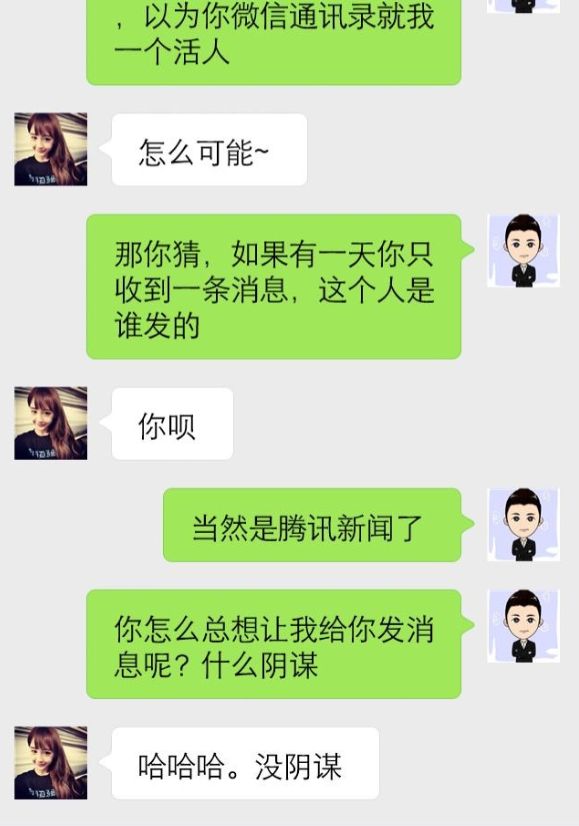 ，以为你微信通讯录就我
一个活人
怎么可能~
那你猜，如果有一天你只
收到一条消息，这个人是
谁发的
你呗
当然是腾讯新闻了
你怎么总想让我给你发消
息呢？什么阴谋
哈哈哈。没阴谋